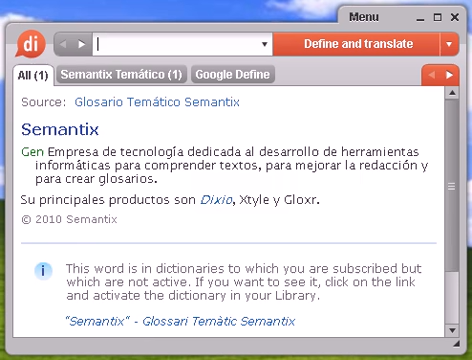 Menu
di
Define and translate
All (1)
Semantix Temático (1)
Google Define
Source: Glosario Temático Semantix
Semantix
Gen Empresa de tecnología dedicada al desarrollo de herramientas
informáticas para comprender textos, para mejorar la redacción y
para crear glosarios.
Su principales producto son Dixio, Xtyle y Gloxr.
© 2010 Semantix
i
This word is in dictionaries to which you are subscribed but
which are not active. If you want to see it, click on the link
and activate the dictionary in your Library.
"Semantix" - Glossari Temàtic Semantix